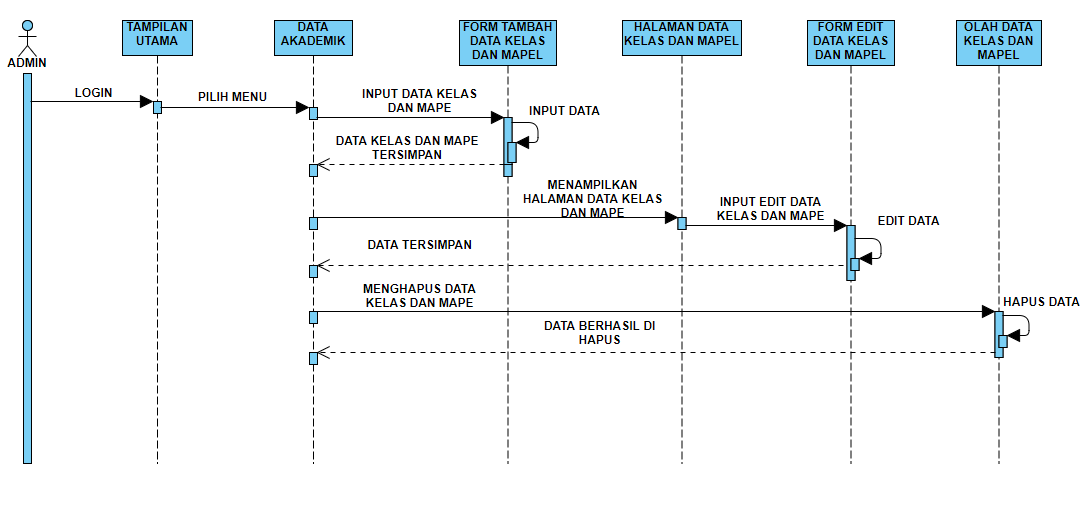 ADMIN
TAMPILAN
UTAMA
DATA
AKADEMIK
FORM TAMBAH
DATA KELAS
DAN MAPEL
HALAMAN DATA
KELAS DAN MAPEL
FORM EDIT
DATA KELAS
DAN MAPEL
OLAH DATA
KELAS DAN
MAPEL
LOGIN
PILIH MENU
INPUT DATA KELAS
DAN MAPE
INPUT DATA
DATA KELAS DAN MAPE
TERSIMPAN
MENAMPILKAN
HALAMAN DATA KELAS
DAN MAPE
INPUT EDIT DATA
KELAS DAN MAPE
EDIT DATA
DATA TERSIMPAN
MENGHAPUS DATA
KELAS DAN MAPE
HAPUS DATA
DATA BERHASIL DI
HAPUS